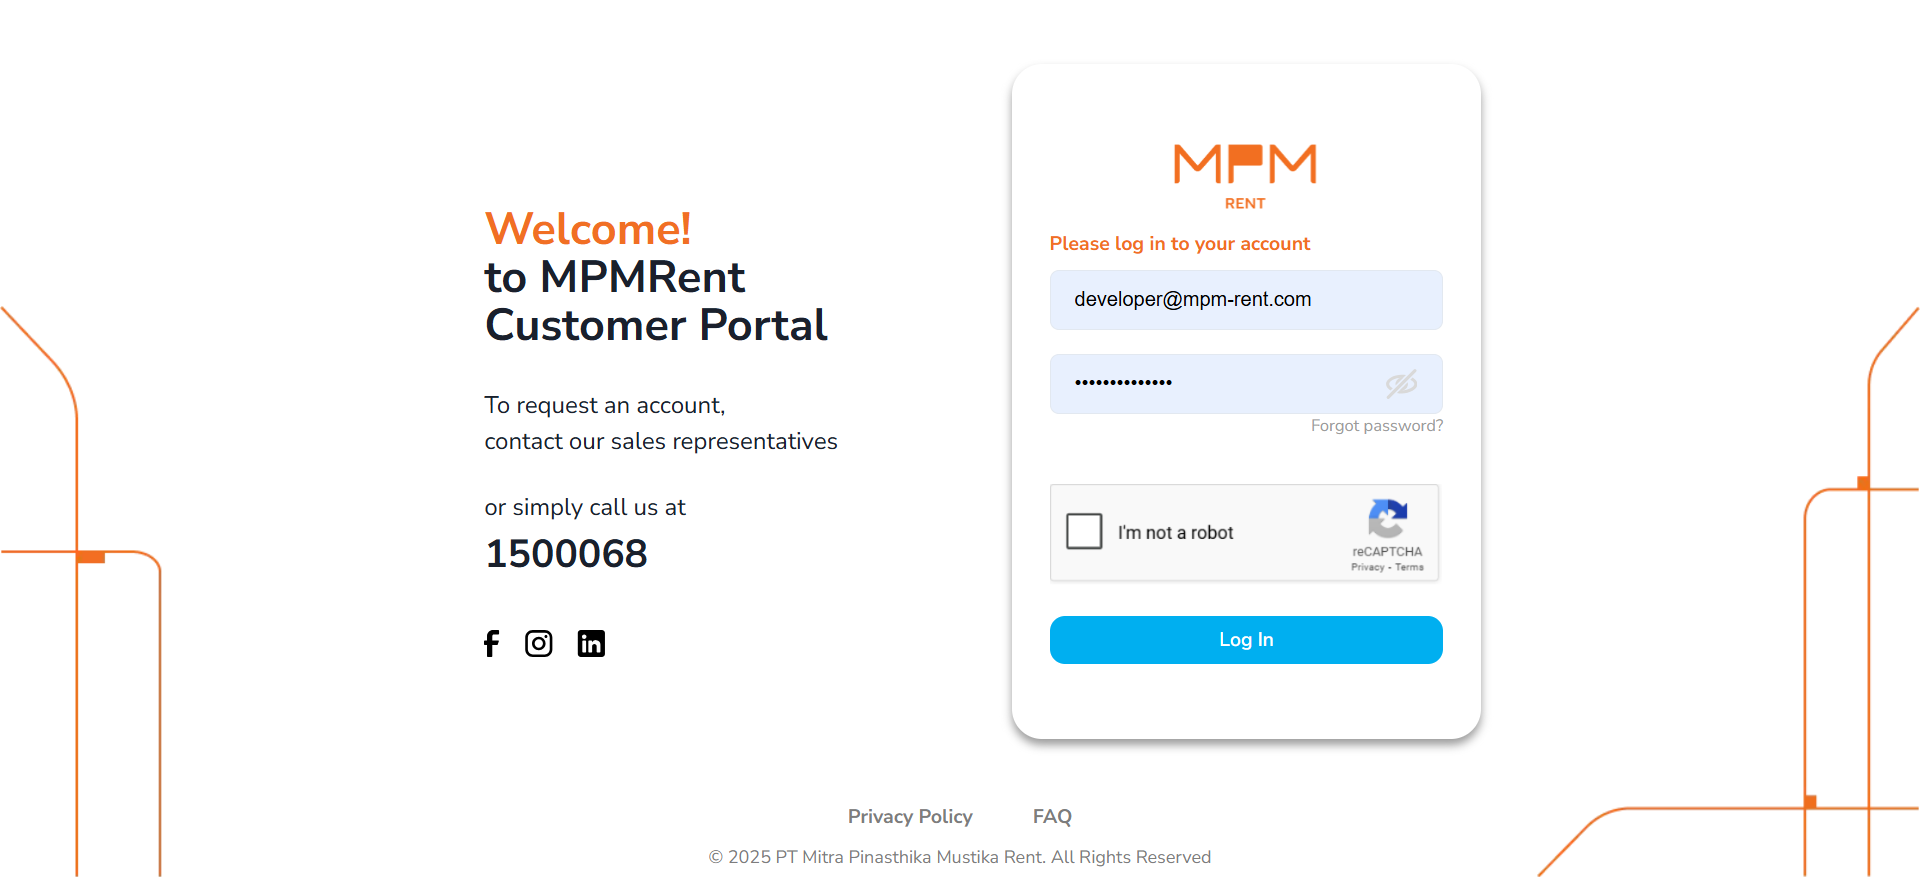 Welcome!
to MPMRent
Customer Portal
To request an account,
contact our sales representatives
or simply call us at
1500068
MPM
RENT
Please log in to your account
developer@mpm-rent.com
••••••••••••••
Forgot password?
I'm not a robot
reCAPTCHA
Privacy - Terms
Log In
Privacy Policy FAQ
© 2025 PT Mitra Pinasthika Mustika Rent. All Rights Reserved